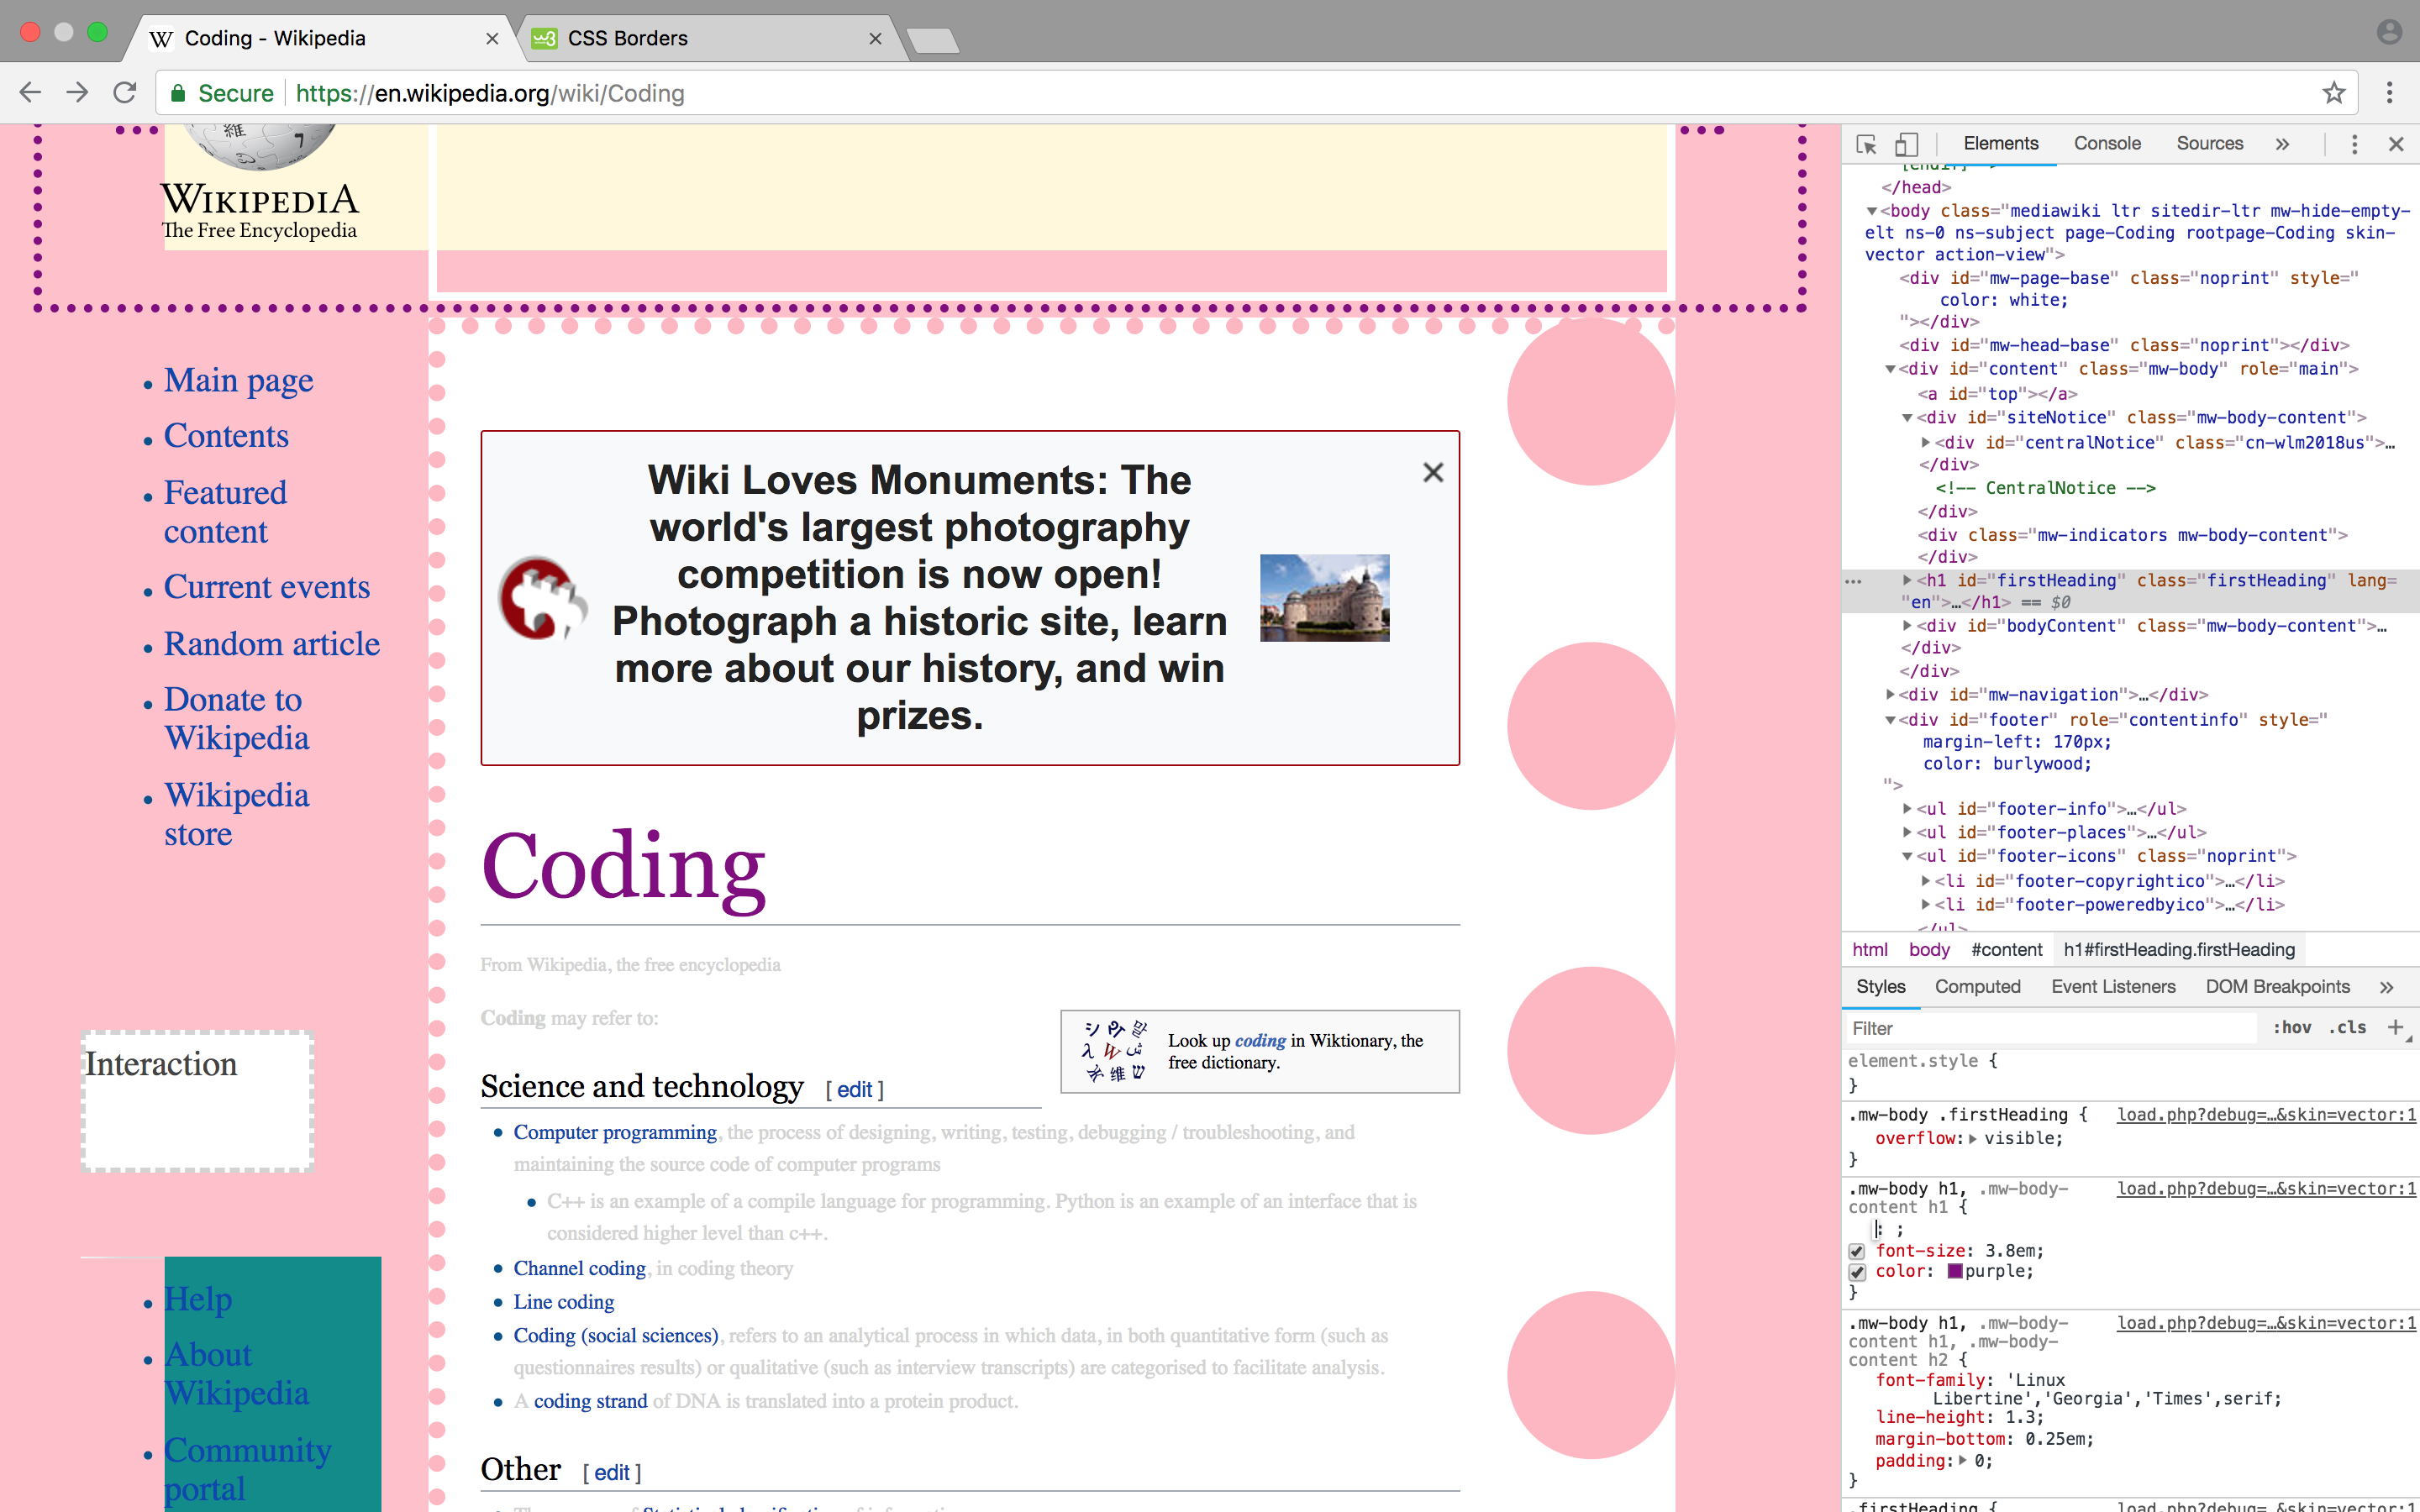 Coding - Wikipedia
CSS Borders
Secure https://en.wikipedia.org/wiki/Coding
維 7
WIKIPEDIA
The Free Encyclopedia
Main page
Contents
Featured
content
Current events
Random article
Donate to
Wikipedia
Wikipedia
store
Interaction
Help
About
Wikipedia
Community
portal
Wiki Loves Monuments: The
world's largest photography
competition is now open!
Photograph a historic site, learn
more about our history, and win
prizes.
Coding
From Wikipedia, the free encyclopedia
Coding may refer to:
Look up coding in Wiktionary, the
free dictionary.
Science and technology [ edit ]
Computer programming, the process of designing, writing, testing, debugging / troubleshooting, and
maintaining the source code of computer programs
C++ is an example of a compile language for programming. Python is an example of an interface that is
considered higher level than c++.
Channel coding, in coding theory
Line coding
Coding (social sciences), refers to an analytical process in which data, in both quantitative form (such as
questionnaires results) or qualitative (such as interview transcripts) are categorised to facilitate analysis.
A coding strand of DNA is translated into a protein product.
Other [ edit ]
Elements Console Sources »
</head>
▼<body class="mediawiki ltr sitedir-ltr mw-hide-empty-
elt ns-0 ns-subject page-Coding rootpage-Coding skin-
vector action-view">
<div id="mw-page-base" class="noprint" style="
color: white;
"></div>
<div id="mw-head-base" class="noprint"></div>
▼<div id="content" class="mw-body" role="main">
<a id="top"></a>
▼<div id="siteNotice" class="mw-body-content">
▶<div id="centralNotice" class="cn-wlm2018us">…
</div>
<!-- CentralNotice -->
</div>
<div class="mw-indicators mw-body-content">
</div>
… ▶<h1 id="firstHeading" class="firstHeading" lang=
"en">…</h1> == $0
▶<div id="bodyContent" class="mw-body-content">…
</div>
</div>
▶<div id="mw-navigation">…</div>
▼<div id="footer" role="contentinfo" style="
margin-left: 170px;
color: burlywood;
">
▶<ul id="footer-info">…</ul>
▶<ul id="footer-places">…</ul>
▼<ul id="footer-icons" class="noprint">
▶<li id="footer-copyrightico">…</li>
▶<li id="footer-poweredbyico">…</li>
</ul>
html body #content h1#firstHeading.firstHeading
Styles Computed Event Listeners DOM Breakpoints »
Filter :hov .cls +
element.style {
}
.mw-body .firstHeading { load.php?debug=…&skin=vector:1
overflow:▶visible;
}
.mw-body h1, .mw-body- load.php?debug=…&skin=vector:1
content h1 {
: ;
font-size: 3.8em;
color: purple;
}
.mw-body h1, .mw-body- load.php?debug=…&skin=vector:1
content h1, .mw-body-
content h2 {
font-family: 'Linux
Libertine','Georgia','Times',serif;
line-height: 1.3;
margin-bottom: 0.25em;
padding:▶0;
}
.firstHeading { load.php?debug=…&skin=vector:1